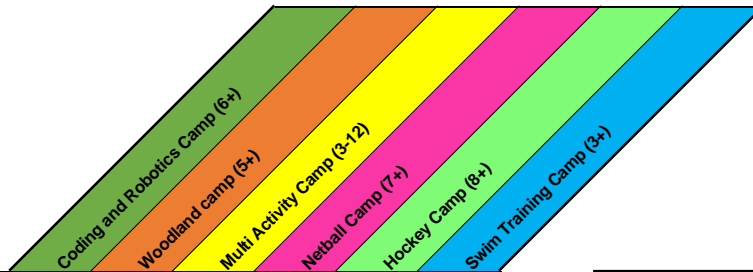 Coding and Robotics Camp (6+)
Woodland camp (5+)
Multi Activity Camp (3-12)
Netball Camp (7+)
Hockey Camp (8+)
Swim Training Camp (3+)